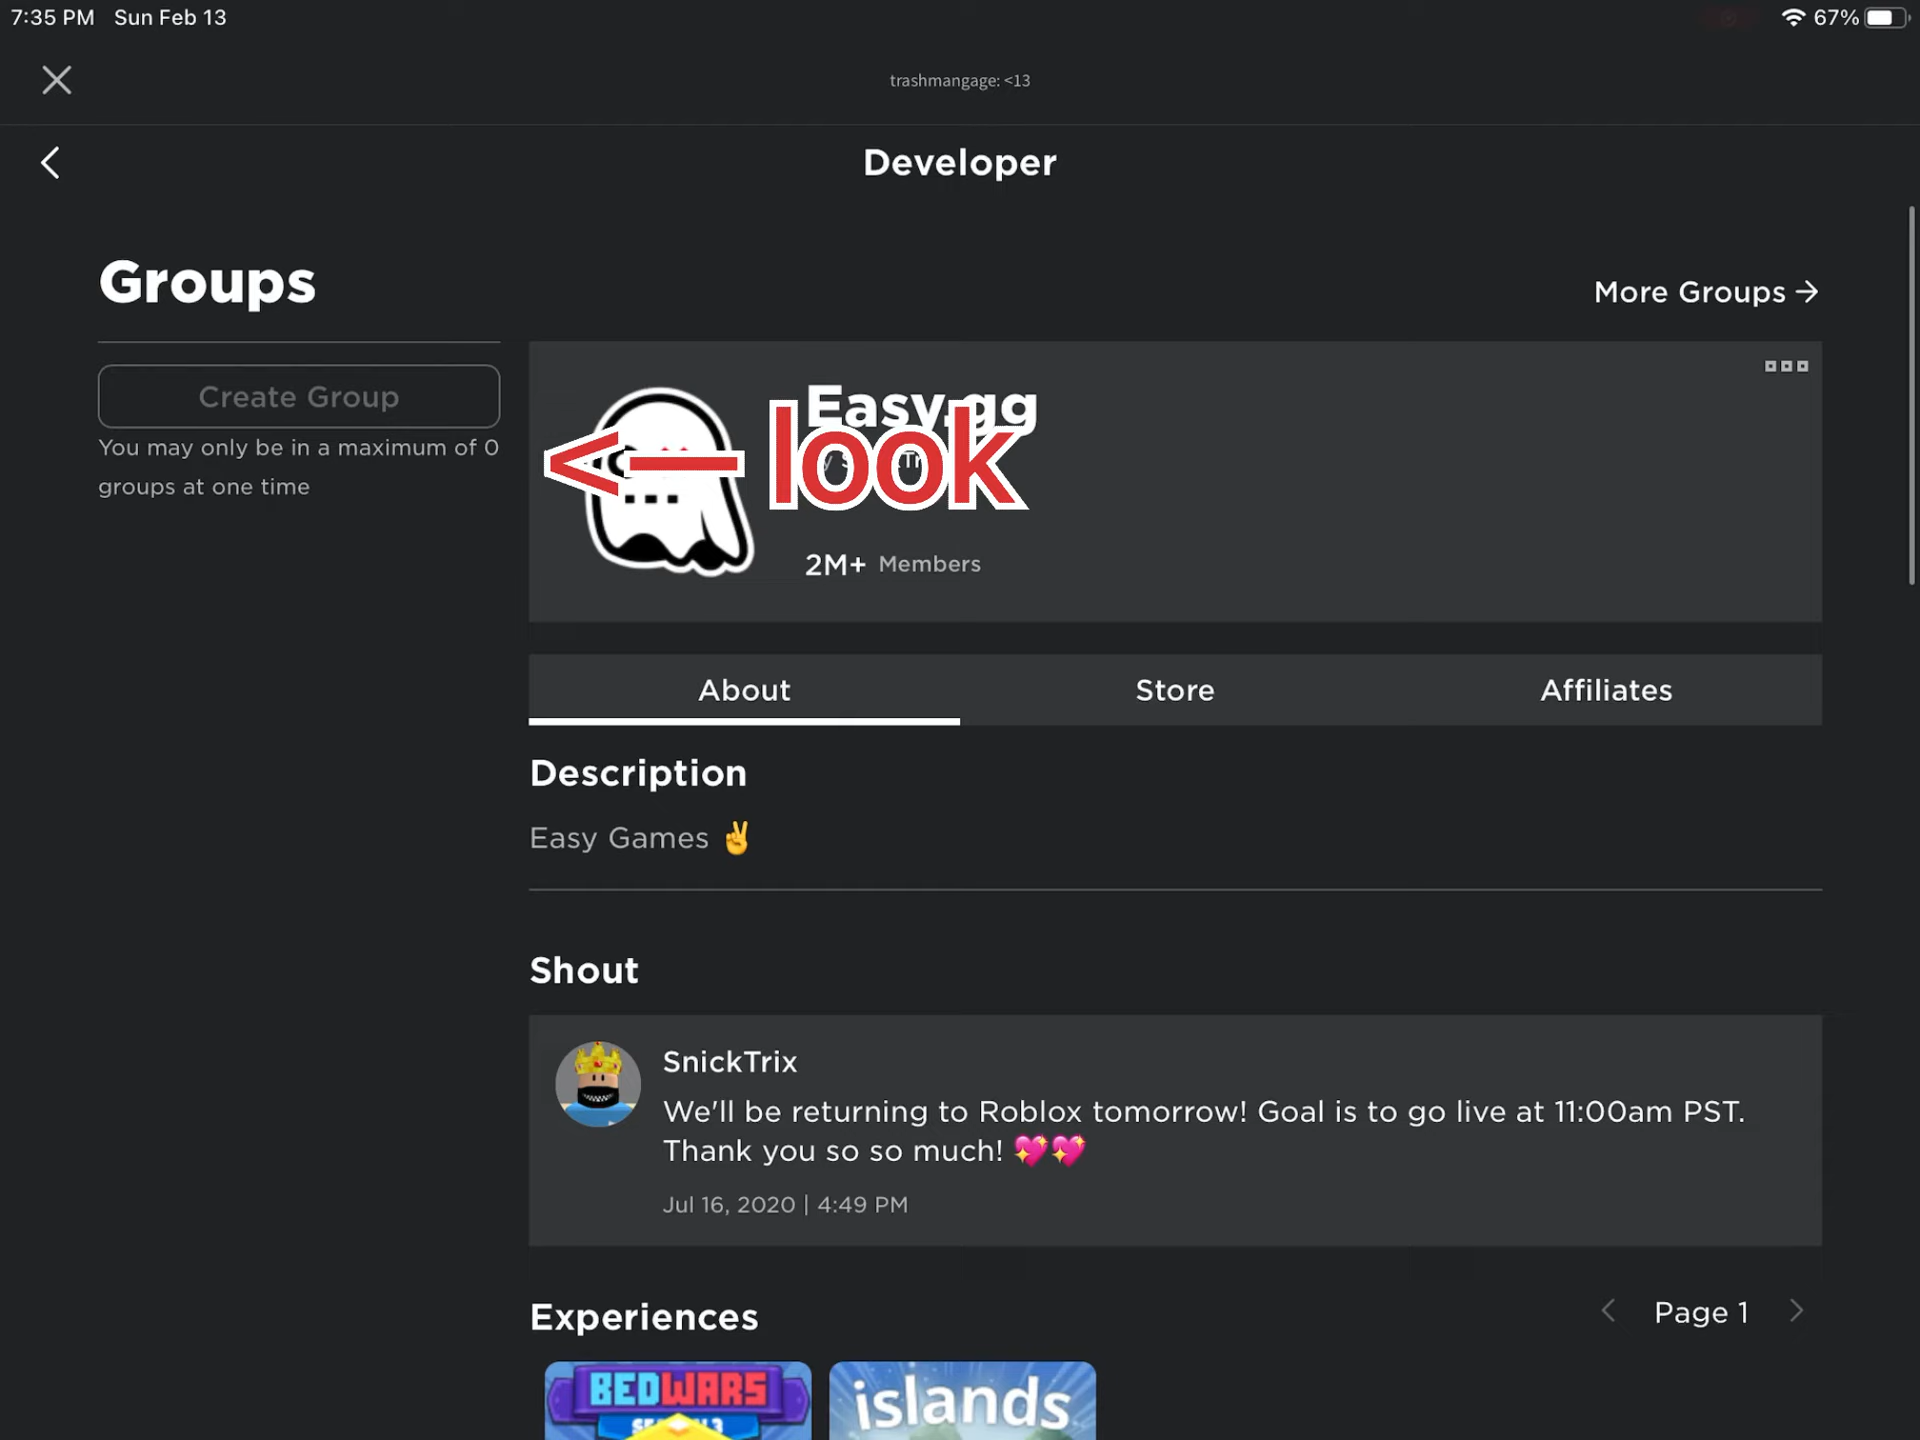 7:35 PM Sun Feb 13
67%
trashmangage: <13
Developer
Groups
More Groups →
Create Group
You may only be in a maximum of 0
groups at one time
Easy.gg
<— look
2M+ Members
About
Store
Affiliates
Description
Easy Games ✌
Shout
SnickTrix
We'll be returning to Roblox tomorrow! Goal is to go live at 11:00am PST.
Thank you so so much! 💖💖
Jul 16, 2020 | 4:49 PM
Experiences
Page 1
BEDWARS
islands